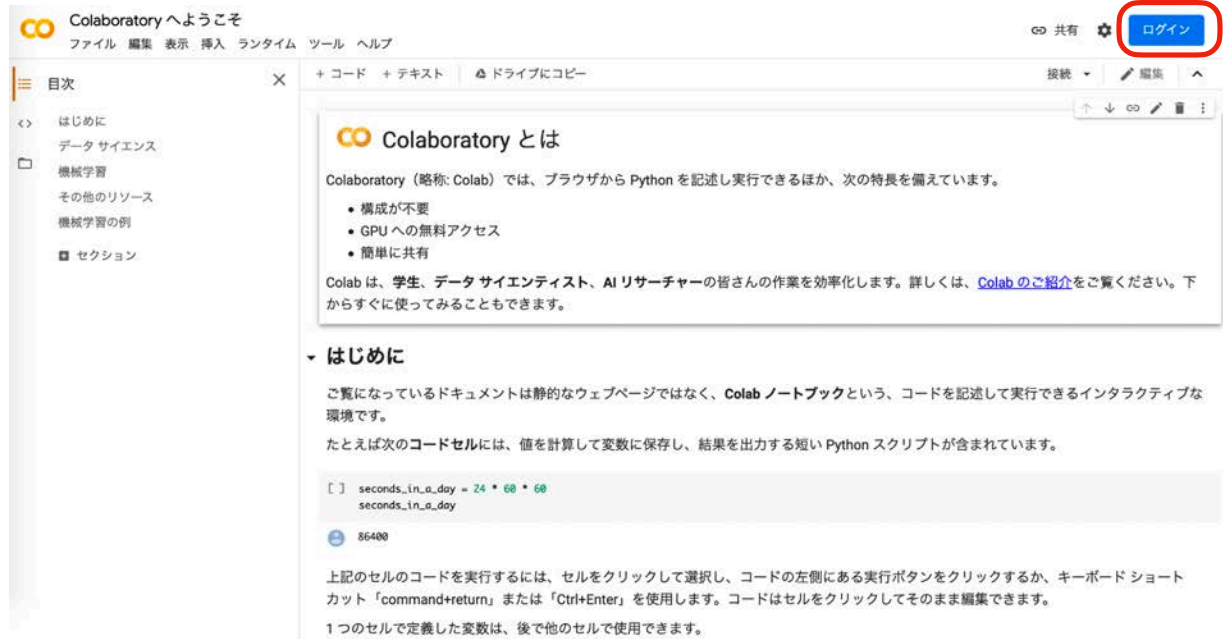 Colaboratory へようこそ
ファイル 編集 表示 挿入 ランタイム ツール ヘルプ
共有
ログイン
目次
はじめに
データ サイエンス
機械学習
その他のリソース
機械学習の例
セクション
+ コード + テキスト ドライブにコピー
接続
編集
CO Colaboratory とは
Colaboratory（略称: Colab）では、ブラウザから Python を記述し実行できるほか、次の特長を備えています。
• 構成が不要
• GPU への無料アクセス
• 簡単に共有
Colab は、学生、データ サイエンティスト、AI リサーチャーの皆さんの作業を効率化します。詳しくは、Colab のご紹介をご覧ください。下
からすぐに使ってみることもできます。
はじめに
ご覧になっているドキュメントは静的なウェブページではなく、Colab ノートブックという、コードを記述して実行できるインタラクティブな
環境です。
たとえば次のコードセルには、値を計算して変数に保存し、結果を出力する短い Python スクリプトが含まれています。
[ ] seconds_in_a_day = 24 * 60 * 60
seconds_in_a_day
86400
上記のセルのコードを実行するには、セルをクリックして選択し、コードの左側にある実行ボタンをクリックするか、キーボード ショート
カット「command+return」または「Ctrl+Enter」を使用します。コードはセルをクリックしてそのまま編集できます。
1 つのセルで定義した変数は、後で他のセルで使用できます。